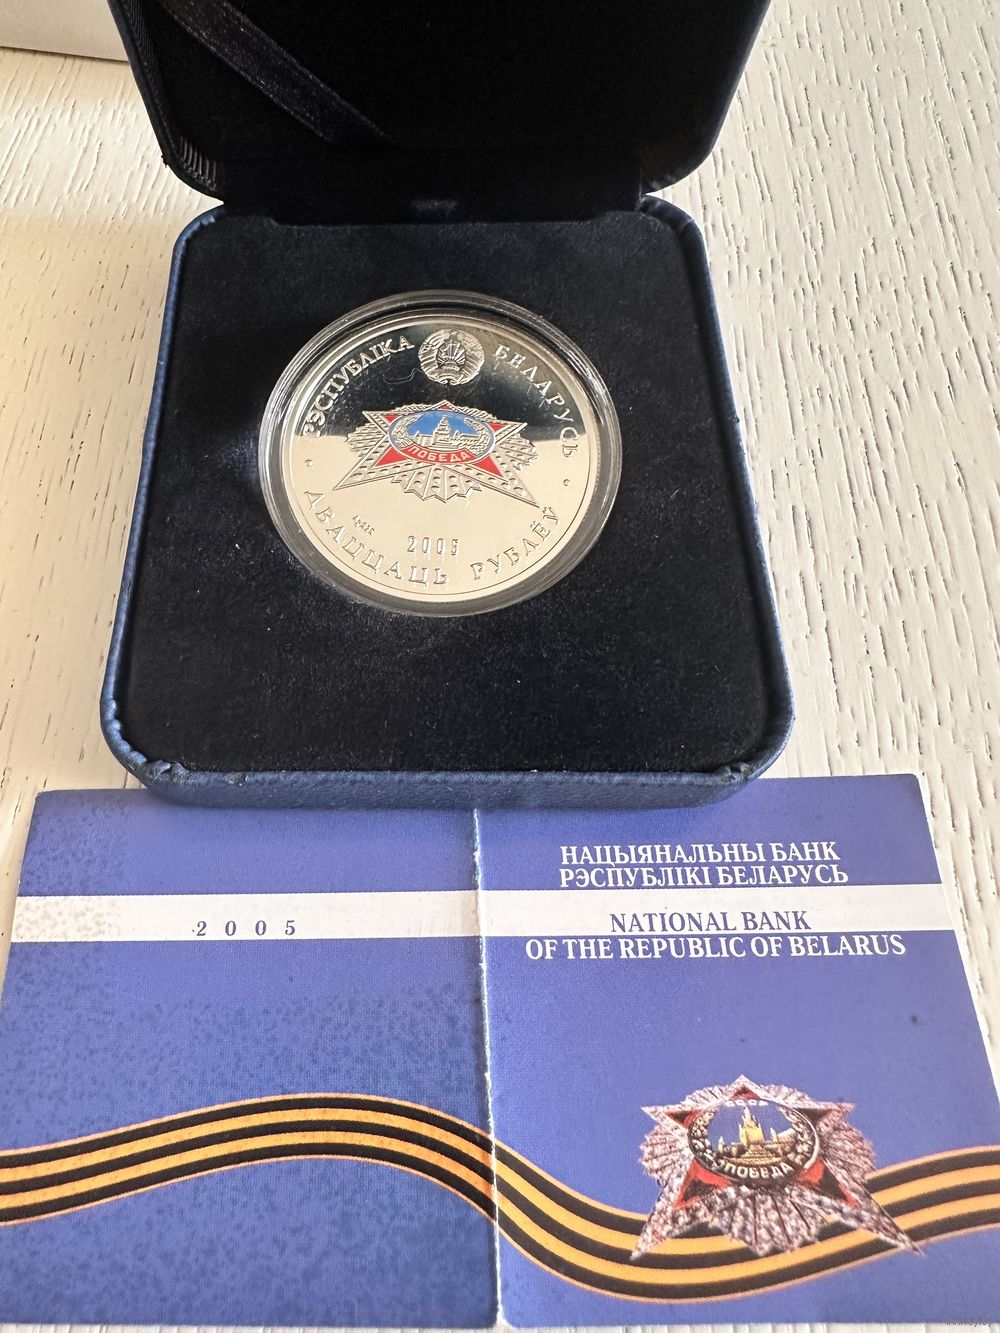 РЭСПУБЛІКА БЕЛАРУСЬ
ПОБЕДА
2005
ДВАЦЦАЦЬ РУБЛЁЎ
2005
НАЦЫЯНАЛЬНЫ БАНК
РЭСПУБЛІКІ БЕЛАРУСЬ
NATIONAL BANK
OF THE REPUBLIC OF BELARUS
СССР
ПОБЕДА